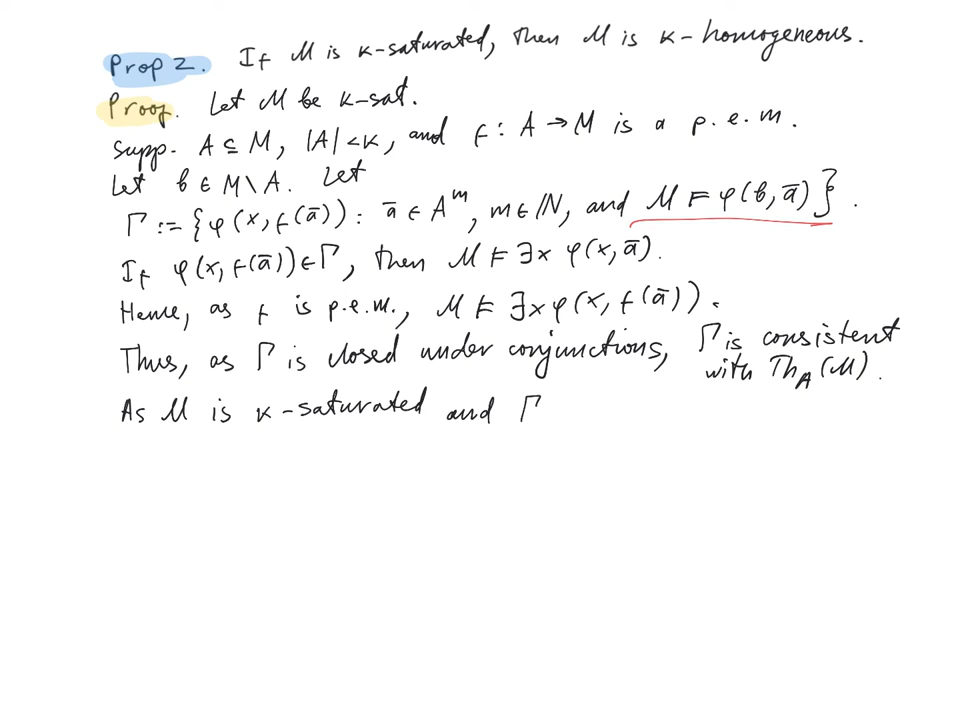 Prop 2. If M is κ-saturated, then M is κ-homogeneous.
Proof. Let M be κ-sat.
Supp. A ⊆ M, |A| < κ, and f : A → M is a p.e.m.
Let b ∈ M \ A. Let
Γ := {φ(x, f(ā)) : ā ∈ A^m, m ∈ ℕ, and M ⊨ φ(b, ā)}.
If φ(x, f(ā)) ∈ Γ, then M ⊨ ∃x φ(x, ā).
Hence, as f is p.e.m., M ⊨ ∃x φ(x, f(ā)).
Thus, as Γ is closed under conjunctions, Γ is consistent
with Th_A(M).
As M is κ-saturated and Γ